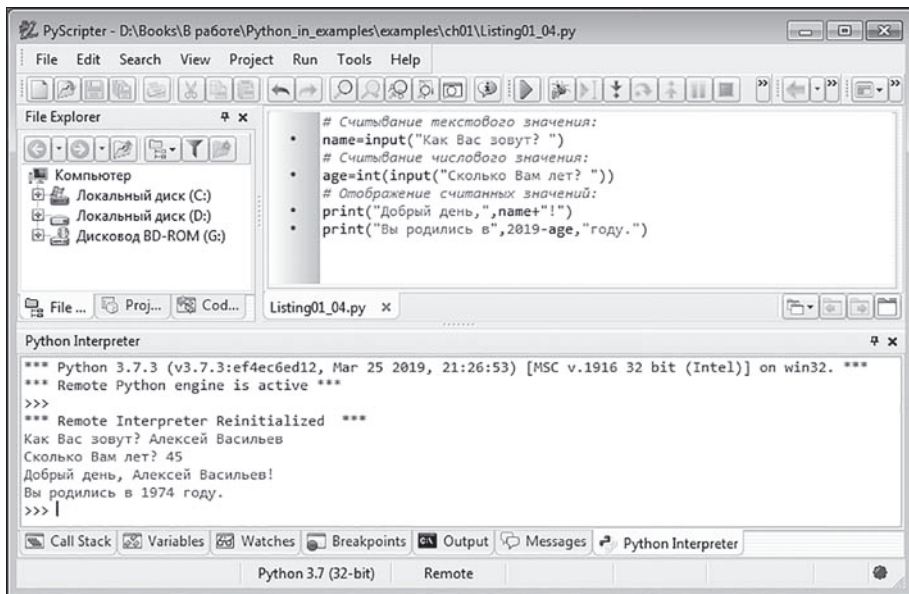 PyScripter - D:\Books\В работе\Python_in_examples\examples\ch01\Listing01_04.py
File Edit Search View Project Run Tools Help
File Explorer
Компьютер
Локальный диск (C:)
Локальный диск (D:)
Дисковод BD-ROM (G:)
File ... Proj... Cod...
# Считывание текстового значения:
name=input("Как Вас зовут? ")
# Считывание числового значения:
age=int(input("Сколько Вам лет? "))
# Отображение считанных значений:
print("Добрый день,",name+"!")
print("Вы родились в",2019-age,"году.")
Listing01_04.py
Python Interpreter
*** Python 3.7.3 (v3.7.3:ef4ec6ed12, Mar 25 2019, 21:26:53) [MSC v.1916 32 bit (Intel)] on win32. ***
*** Remote Python engine is active ***
>>>
*** Remote Interpreter Reinitialized ***
Как Вас зовут? Алексей Васильев
Сколько Вам лет? 45
Добрый день, Алексей Васильев!
Вы родились в 1974 году.
>>>
Call Stack Variables Watches Breakpoints Output Messages Python Interpreter
Python 3.7 (32-bit) Remote